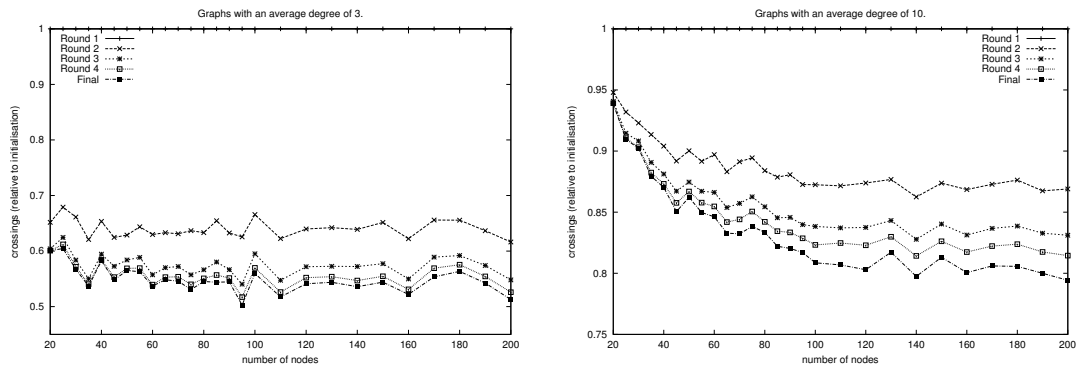 Graphs with an average degree of 3.
1
0.9
0.8
0.7
0.6
0.5
20 40 60 80 100 120 140 160 180 200
crossings (relative to initialisation)
number of nodes
Round 1
Round 2
Round 3
Round 4
Final
Graphs with an average degree of 10.
1
0.95
0.9
0.85
0.8
0.75
20 40 60 80 100 120 140 160 180 200
crossings (relative to initialisation)
number of nodes
Round 1
Round 2
Round 3
Round 4
Final